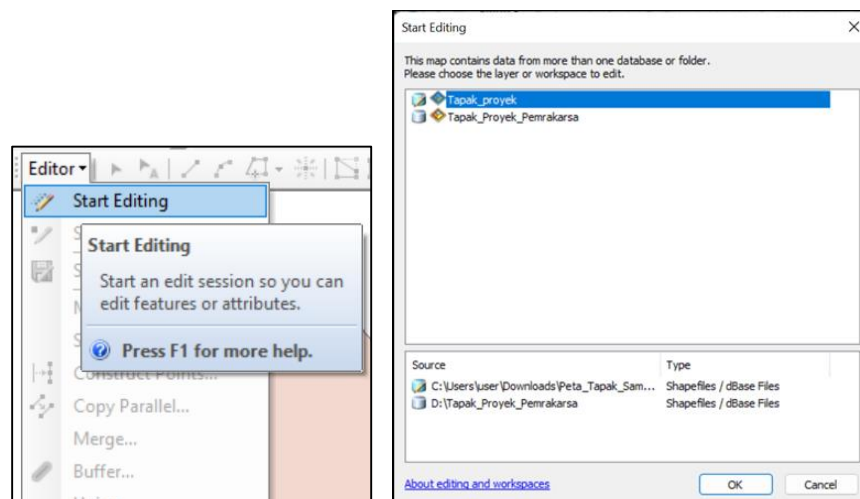 Editor
Start Editing
Start Editing
Start an edit session so you can
edit features or attributes.
Press F1 for more help.
Construct Points...
Copy Parallel...
Merge...
Buffer...
Start Editing
This map contains data from more than one database or folder.
Please choose the layer or workspace to edit.
Tapak_proyek
Tapak_Proyek_Pemrakarsa
Source Type
C:\Users\user\Downloads\Peta_Tapak_Sam... Shapefiles / dBase Files
D:\Tapak_Proyek_Pemrakarsa Shapefiles / dBase Files
About editing and workspaces OK Cancel